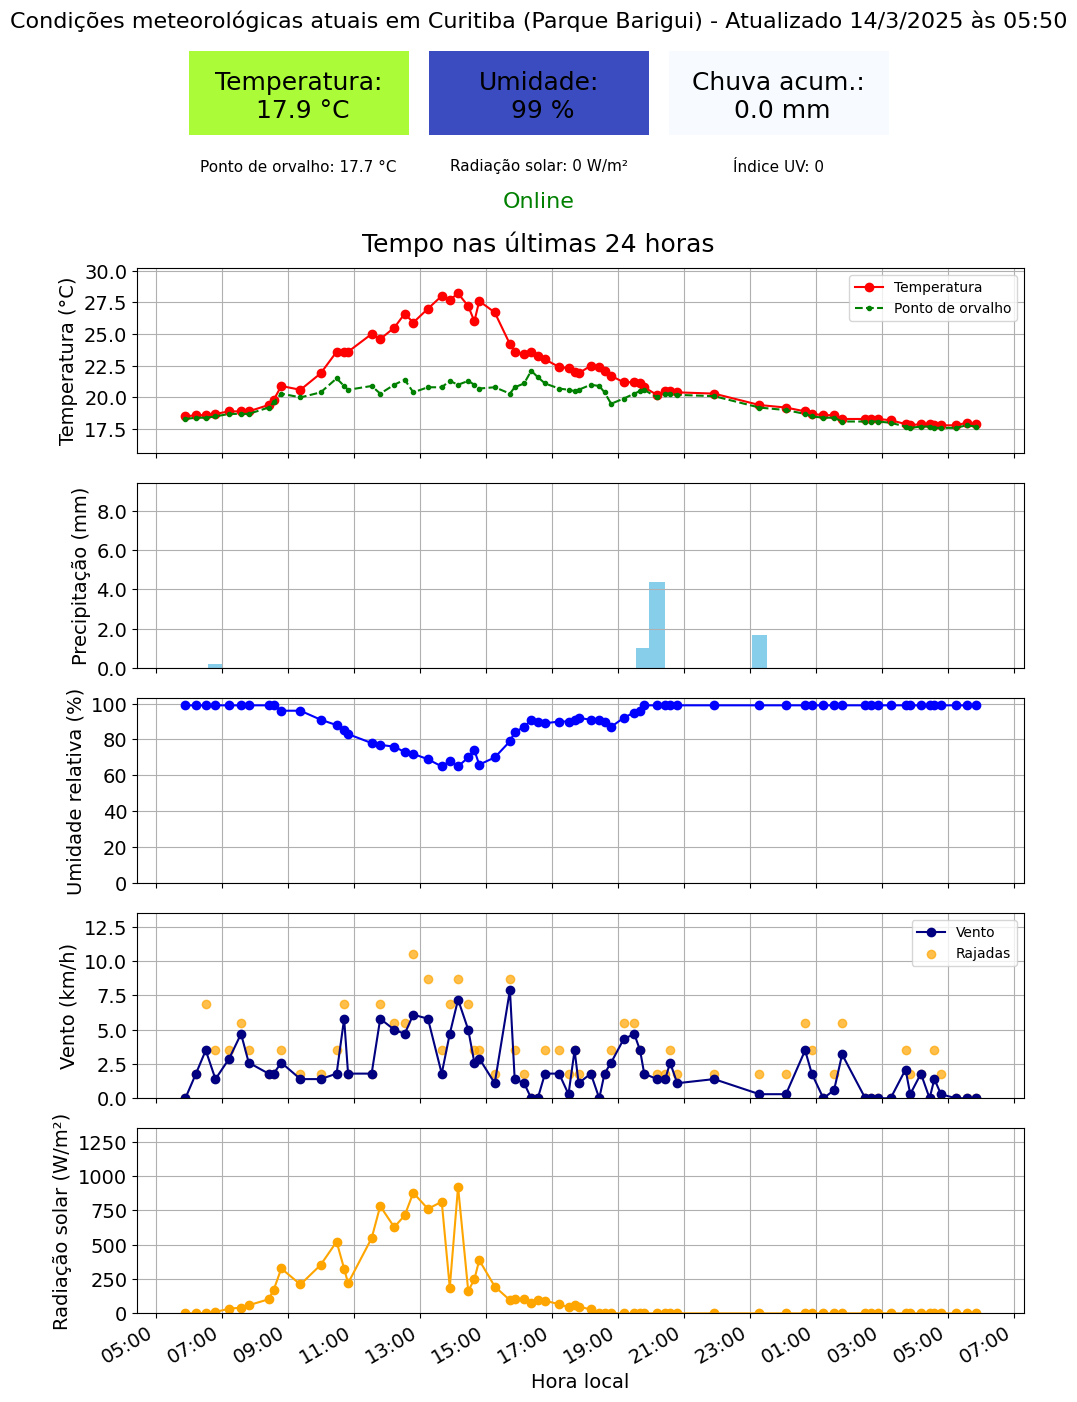 Condições meteorológicas atuais em Curitiba (Parque Barigui) - Atualizado 14/3/2025 às 05:50
Temperatura:
17.9 °C
Umidade:
99 %
Chuva acum.:
0.0 mm
Ponto de orvalho: 17.7 °C
Radiação solar: 0 W/m²
Índice UV: 0
Online
Tempo nas últimas 24 horas
Temperatura (°C)
30.0
27.5
25.0
22.5
20.0
17.5
Temperatura
Ponto de orvalho
Precipitação (mm)
8.0
6.0
4.0
2.0
0.0
Umidade relativa (%)
100
80
60
40
20
0
Vento (km/h)
12.5
10.0
7.5
5.0
2.5
0.0
Vento
Rajadas
Radiação solar (W/m²)
1250
1000
750
500
250
0
05:00
07:00
09:00
11:00
13:00
15:00
17:00
19:00
21:00
23:00
01:00
03:00
05:00
07:00
Hora local